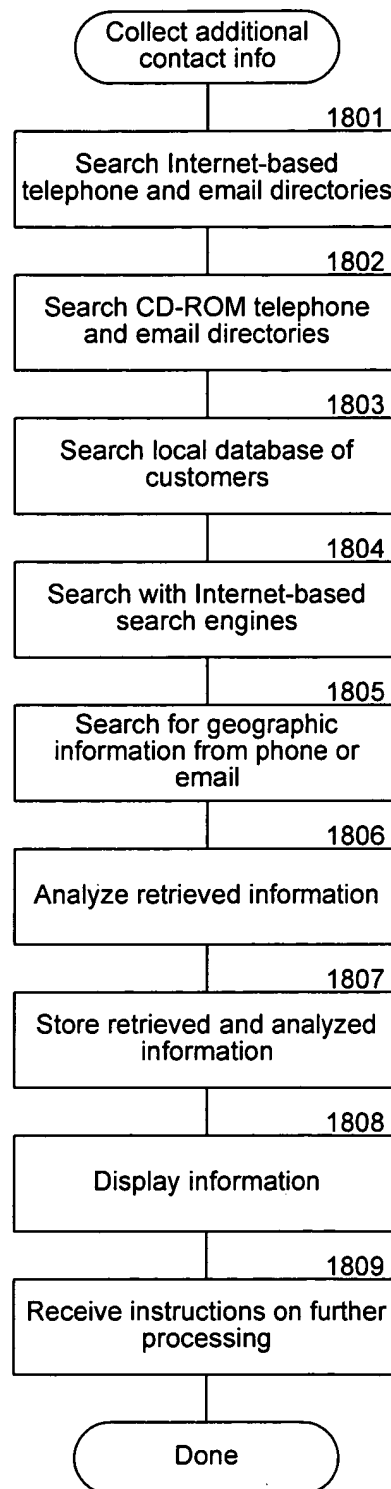 Collect additional
contact info
1801
Search Internet-based
telephone and email directories
1802
Search CD-ROM telephone
and email directories
1803
Search local database of
customers
1804
Search with Internet-based
search engines
1805
Search for geographic
information from phone or
email
1806
Analyze retrieved information
1807
Store retrieved and analyzed
information
1808
Display information
1809
Receive instructions on further
processing
Done